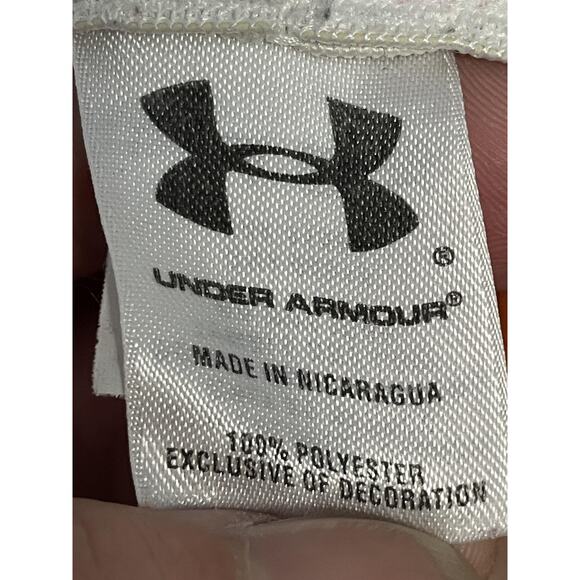 ®
UNDER ARMOUR®
MADE IN NICARAGUA
100% POLYESTER
EXCLUSIVE OF DECORATION